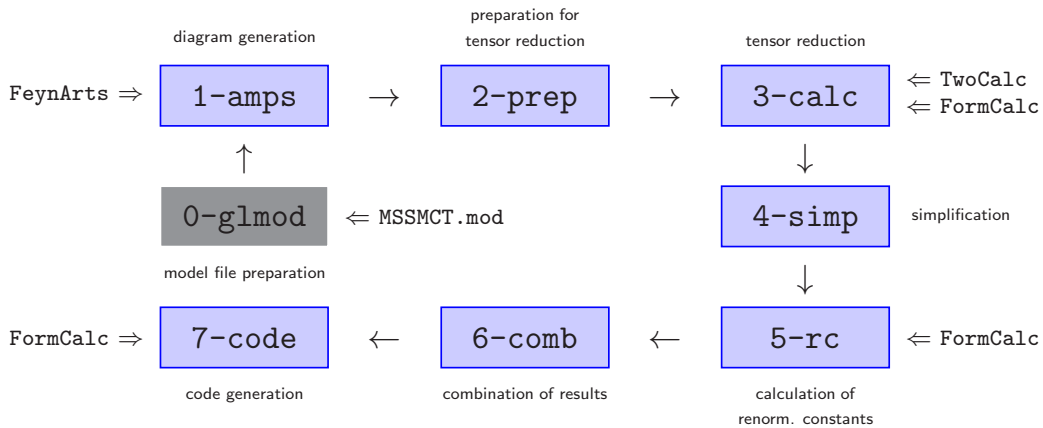 diagram generation
preparation for
tensor reduction
tensor reduction
FeynArts ⇒ 1-amps → 2-prep → 3-calc ⇐ TwoCalc
⇐ FormCalc
↑ ↓
0-glmod ⇐ MSSMCT.mod 4-simp simplification
model file preparation ↓
FormCalc ⇒ 7-code ← 6-comb ← 5-rc ⇐ FormCalc
code generation combination of results calculation of
renorm. constants